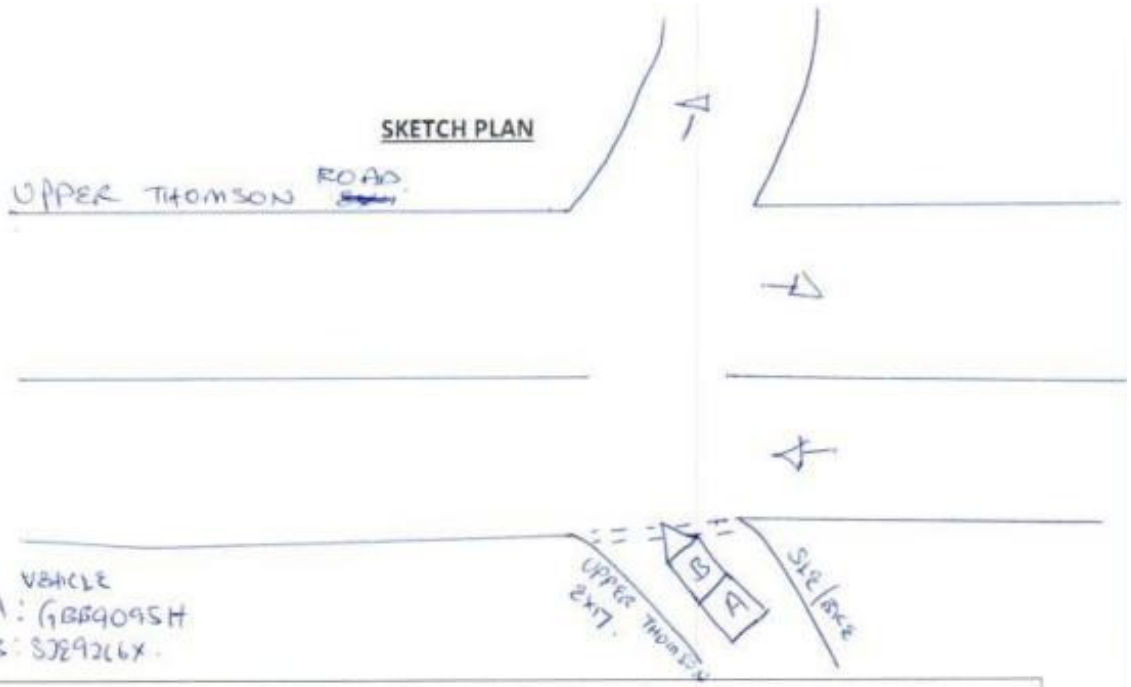 SKETCH PLAN
UPPER THOMSON ROAD
VEHICLE
A: GBB9095H
B: SJE9266X.
B
A
UPPER THOMSON
EXIT.
SLE/BKE